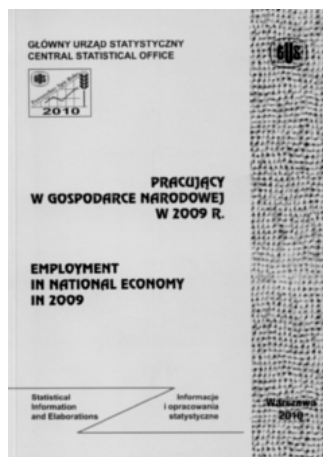 GŁÓWNY URZĄD STATYSTYCZNY
CENTRAL STATISTICAL OFFICE
GUS
2010
PRACUJĄCY
W GOSPODARCE NARODOWEJ
W 2009 R.
EMPLOYMENT
IN NATIONAL ECONOMY
IN 2009
Statistical
Information
and Elaborations
Informacje
i opracowania
statystyczne
Warszawa
2010